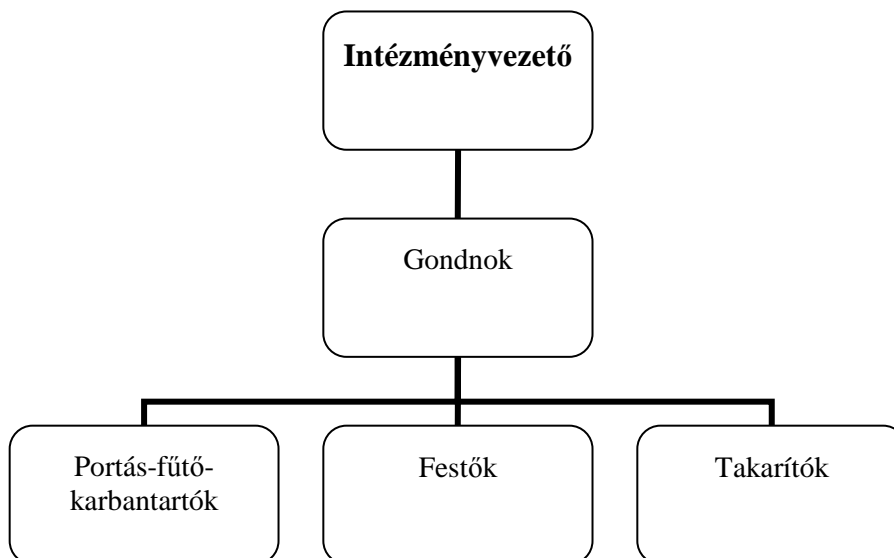 Intézményvezető
Gondnok
Portás-fűtő-
karbantartók
Festők
Takarítók